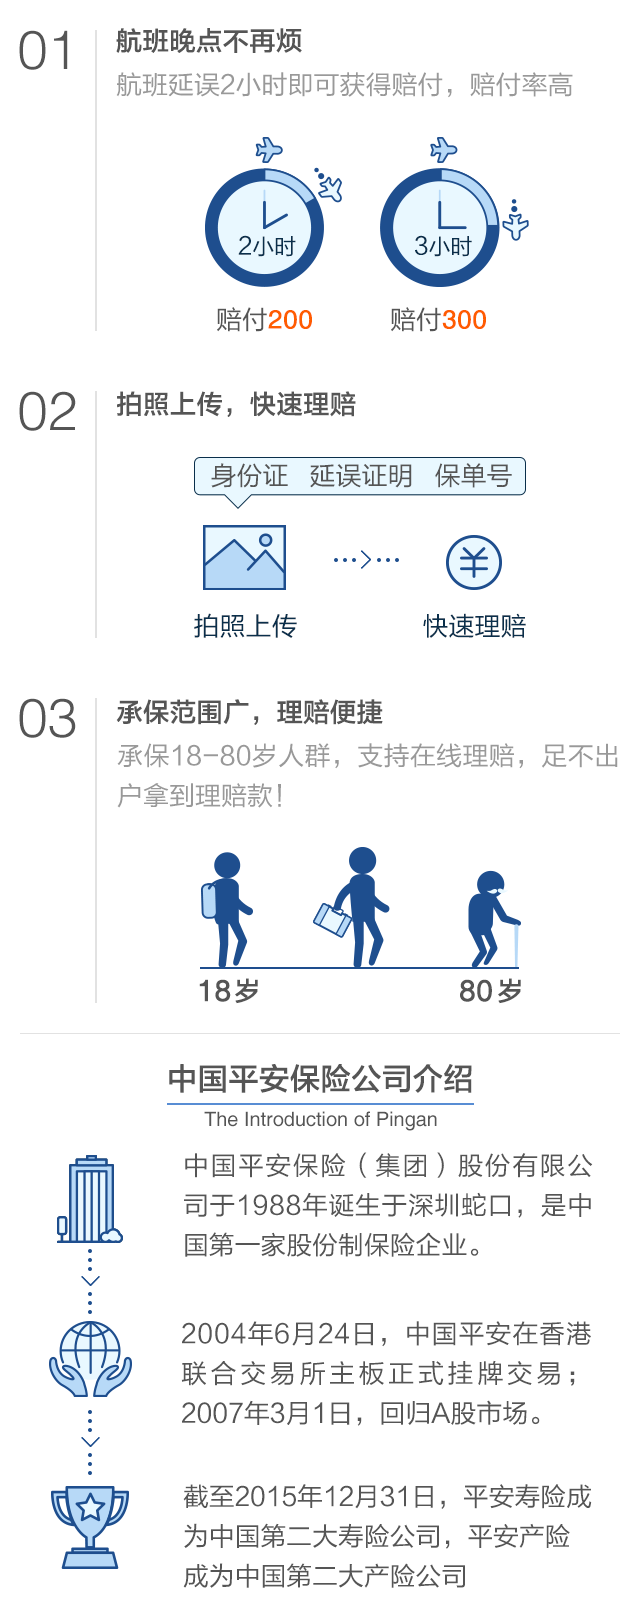 01
航班晚点不再烦
航班延误2小时即可获得赔付，赔付率高
2小时
3小时
赔付200
赔付300
02
拍照上传，快速理赔
身份证 延误证明 保单号
拍照上传
快速理赔
03
承保范围广，理赔便捷
承保18-80岁人群，支持在线理赔，足不出
户拿到理赔款！
18岁
80岁
中国平安保险公司介绍
The Introduction of Pingan
中国平安保险（集团）股份有限公
司于1988年诞生于深圳蛇口，是中
国第一家股份制保险企业。
2004年6月24日，中国平安在香港
联合交易所主板正式挂牌交易；
2007年3月1日，回归A股市场。
截至2015年12月31日，平安寿险成
为中国第二大寿险公司，平安产险
成为中国第二大产险公司